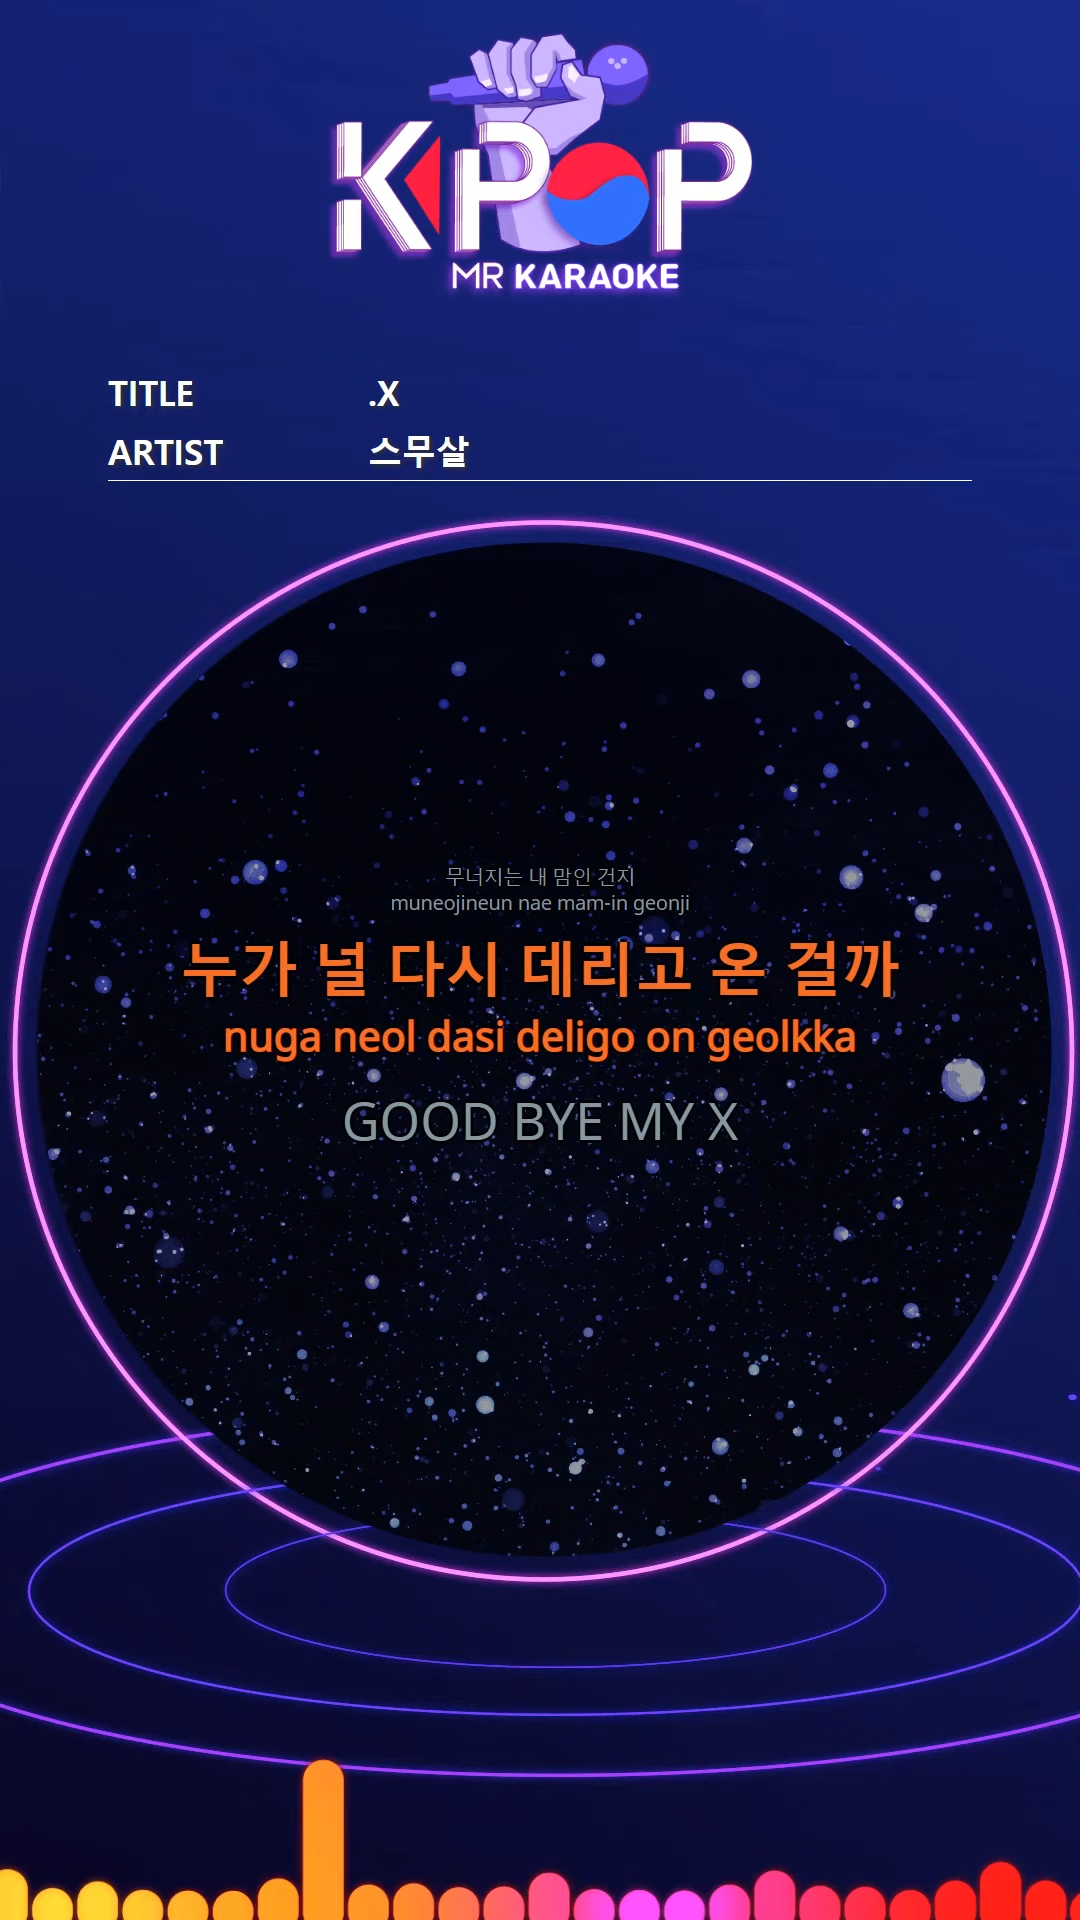 KPOP
MR KARAOKE
TITLE .X
ARTIST 스무살
무너지는 내 맘인 건지
muneojineun nae mam-in geonji
누가 널 다시 데리고 온 걸까
nuga neol dasi deligo on geolkka
GOOD BYE MY X